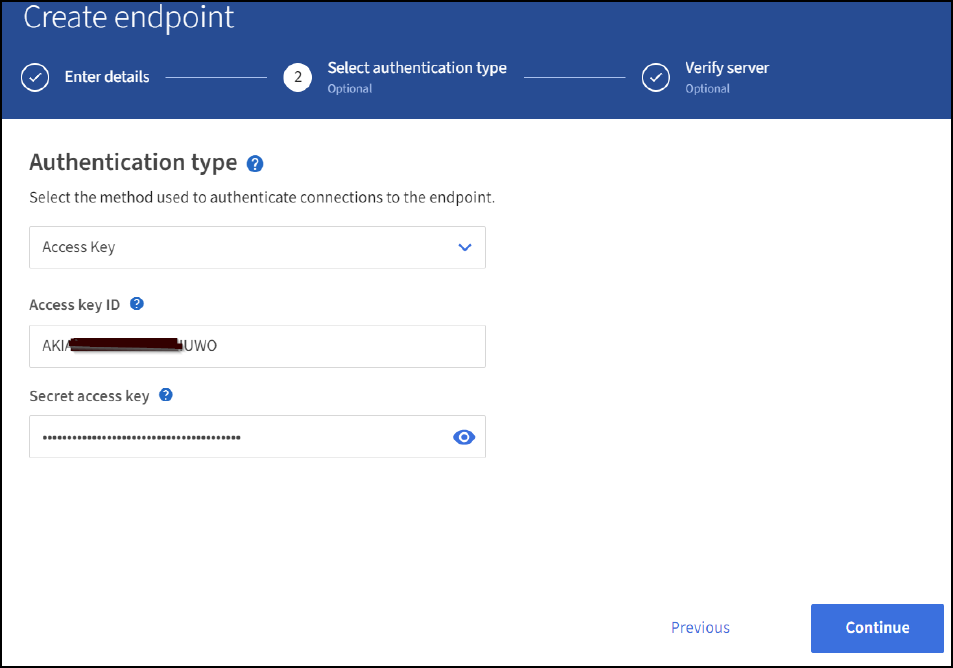 Create endpoint
Enter details
2
Select authentication type
Optional
Verify server
Optional
Authentication type ?
Select the method used to authenticate connections to the endpoint.
Access Key
Access key ID ?
AKIA UWO
Secret access key ?
••••••••••••••••••••••••••••••••••••••••
Previous
Continue